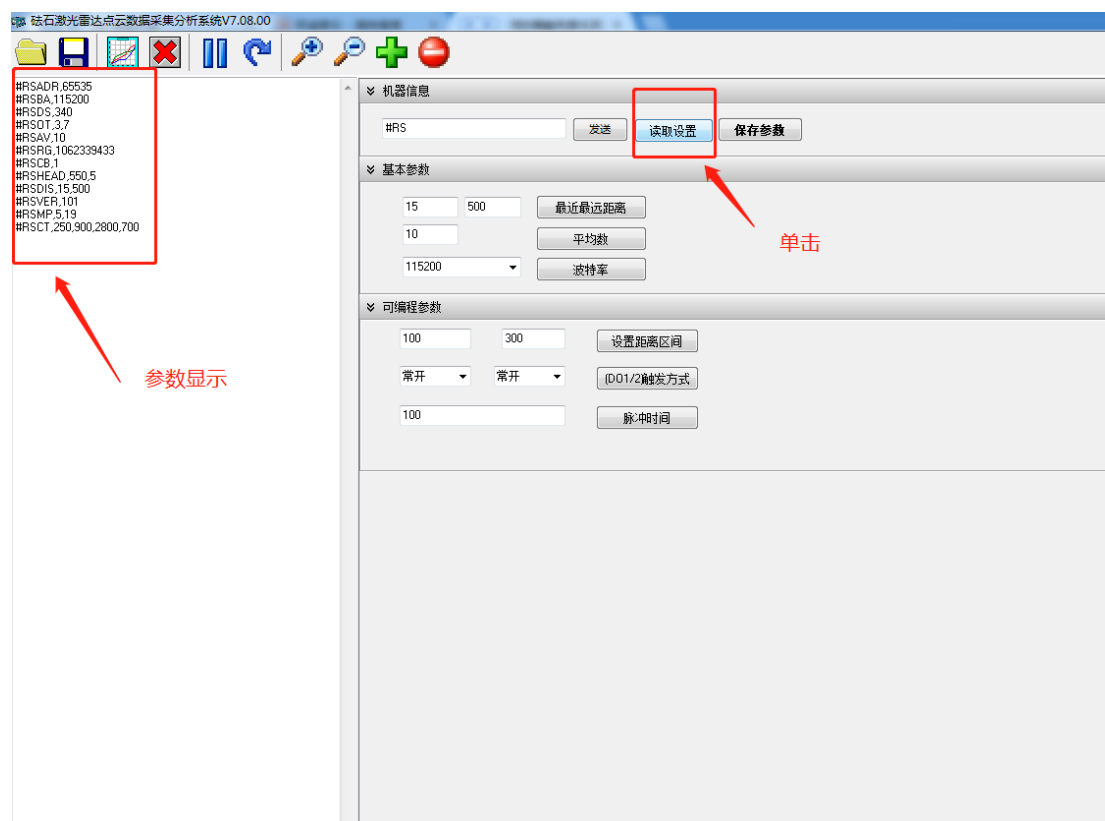 砝石激光雷达点云数据采集分析系统V7.08.00
#RSADR,65535
#RSBA,115200
#RSDS,340
#RSOT,3,7
#RSAV,10
#RSRG,1062339433
#RSCB,1
#RSHEAD,550,5
#RSDIS,15,500
#RSVER,101
#RSMP,5,19
#RSCT,250,900,2800,700
参数显示
机器信息
#RS 发送 读取设置 保存参数
单击
基本参数
15 500 最近最远距离
10 平均数
115200 波特率
可编程参数
100 300 设置距离区间
常开 常开 (DO1/2)触发方式
100 脉冲时间